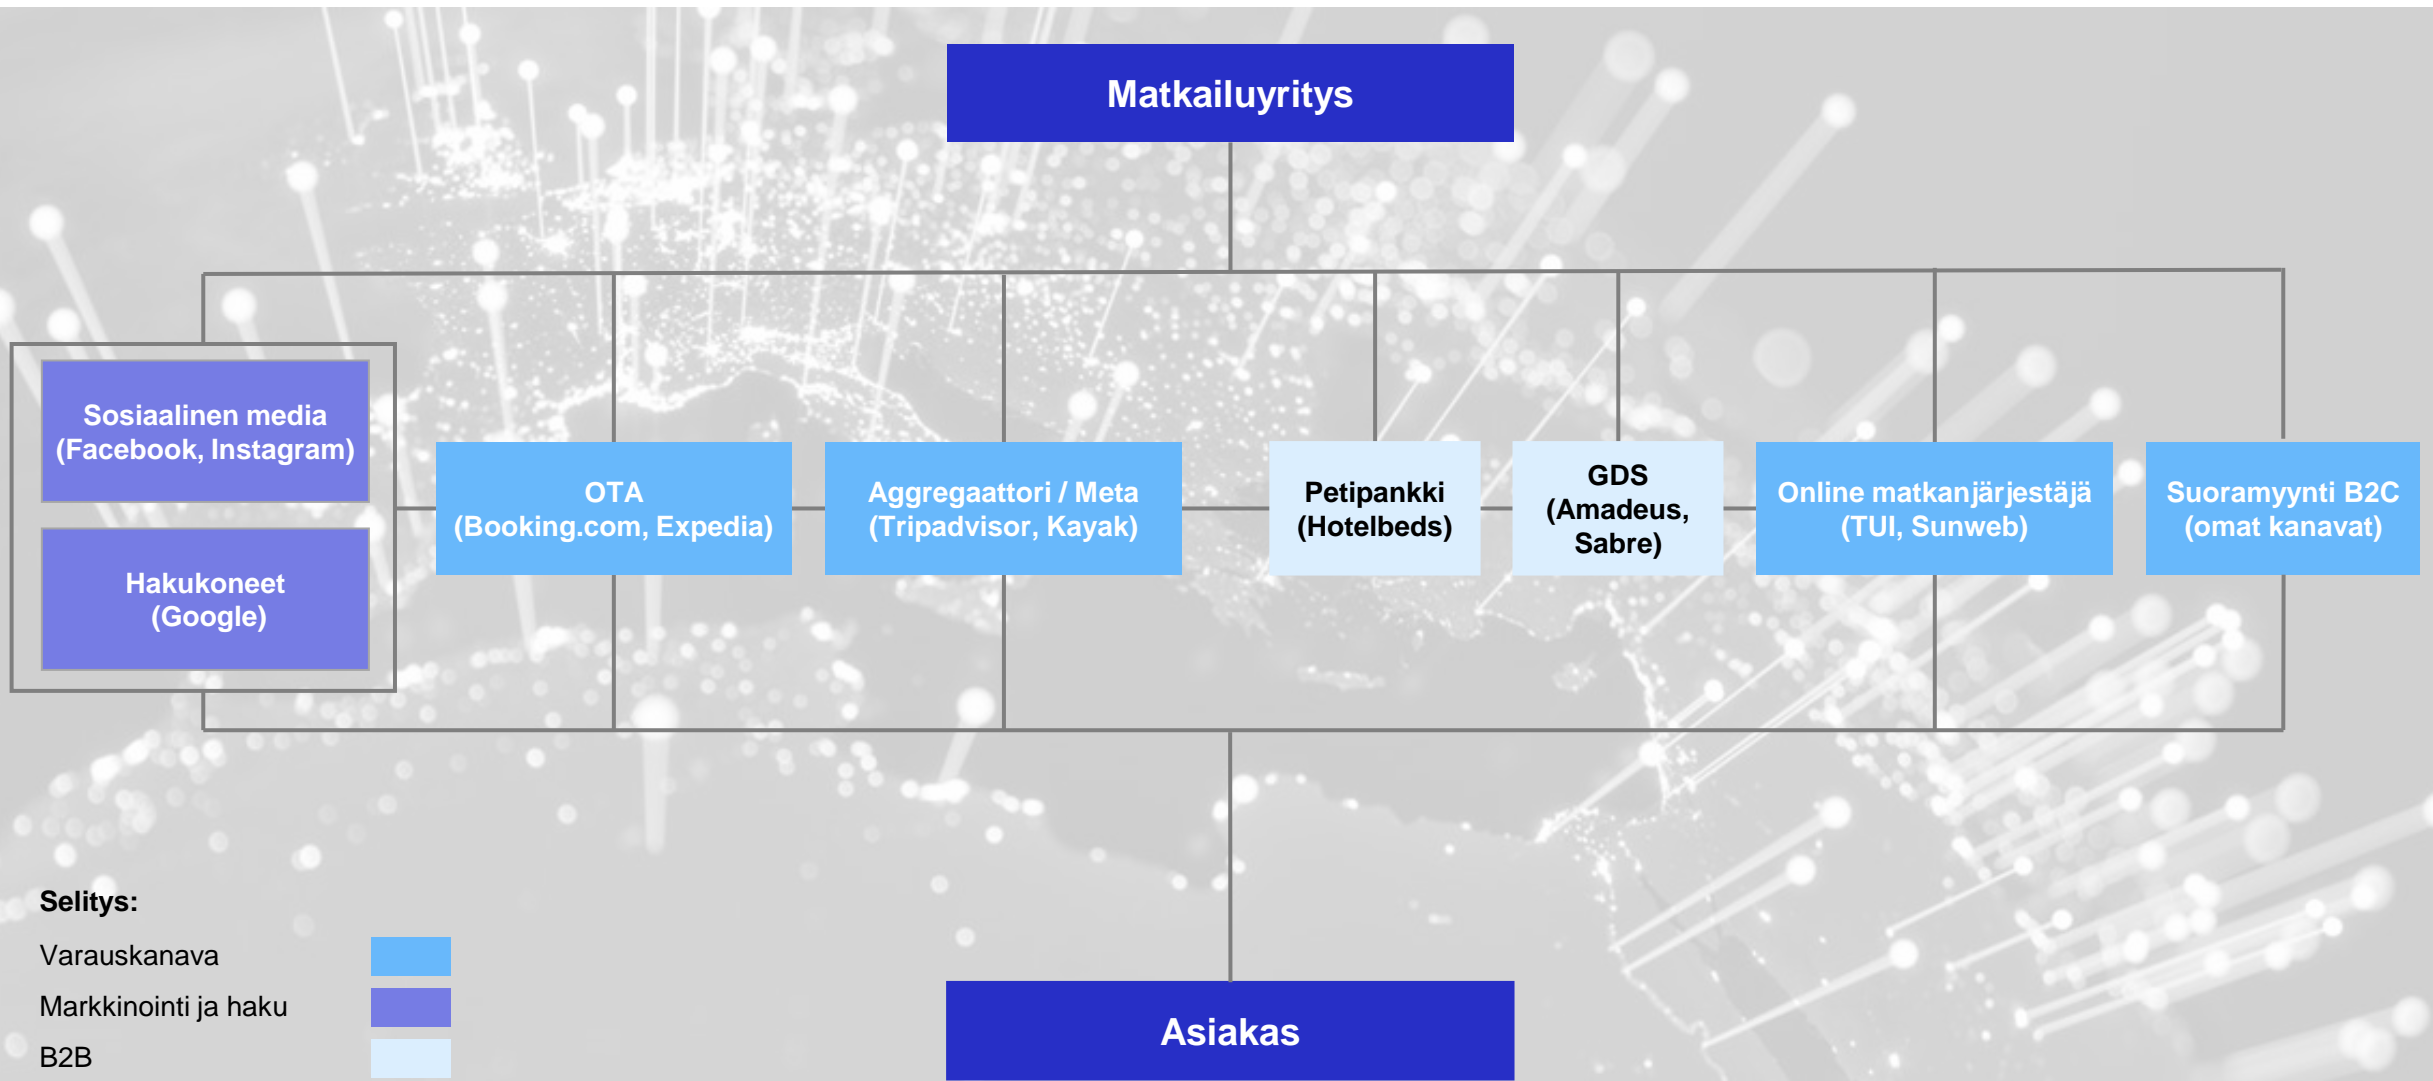 Matkailuyritys
Sosiaalinen media
(Facebook, Instagram)
Hakukoneet
(Google)
OTA
(Booking.com, Expedia)
Aggregaattori / Meta
(Tripadvisor, Kayak)
Petipankki
(Hotelbeds)
GDS
(Amadeus,
Sabre)
Online matkanjärjestäjä
(TUI, Sunweb)
Suoramyynti B2C
(omat kanavat)
Selitys:
Varauskanava
Markkinointi ja haku
B2B
Asiakas